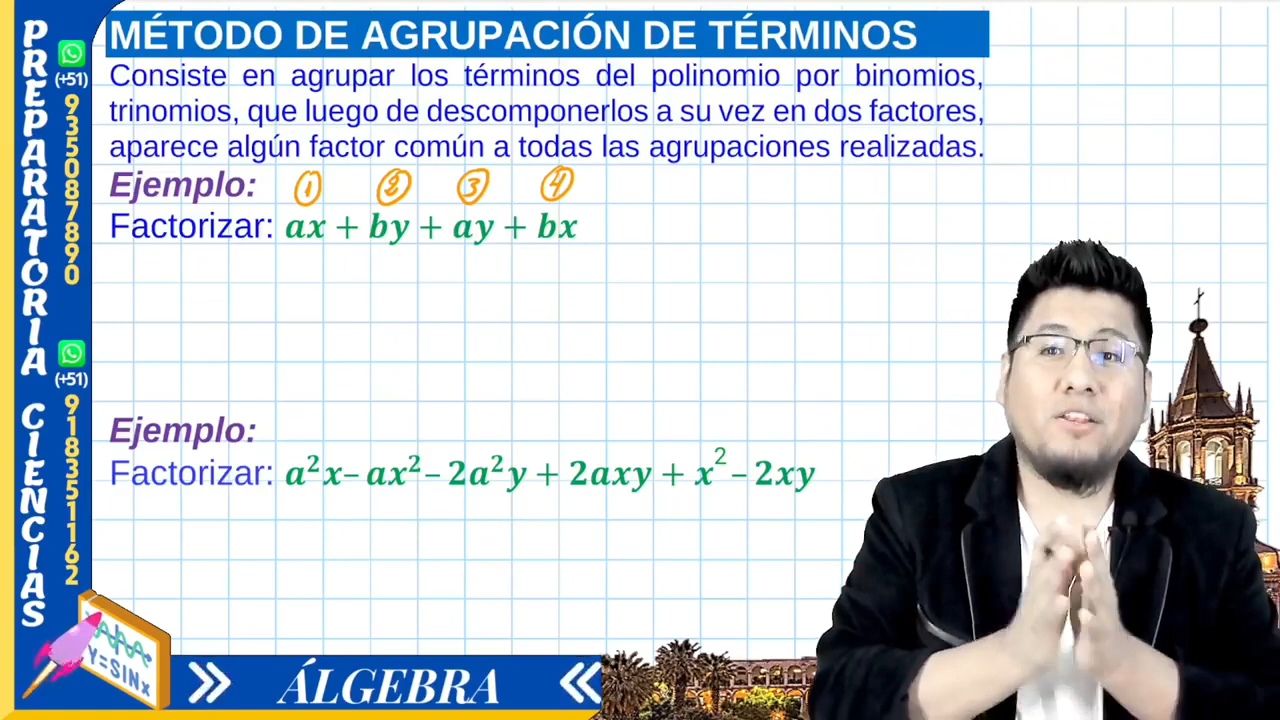 MÉTODO DE AGRUPACIÓN DE TÉRMINOS
Consiste en agrupar los términos del polinomio por binomios,
trinomios, que luego de descomponerlos a su vez en dos factores,
aparece algún factor común a todas las agrupaciones realizadas.
Ejemplo: ① ② ③ ④
Factorizar: ax + by + ay + bx
Ejemplo:
Factorizar: a²x– ax² – 2a²y + 2axy + x² – 2xy
PREPARATORIA CIENCIAS
(+51)
935087890
(+51)
918351162
Y=SINx
ÁLGEBRA